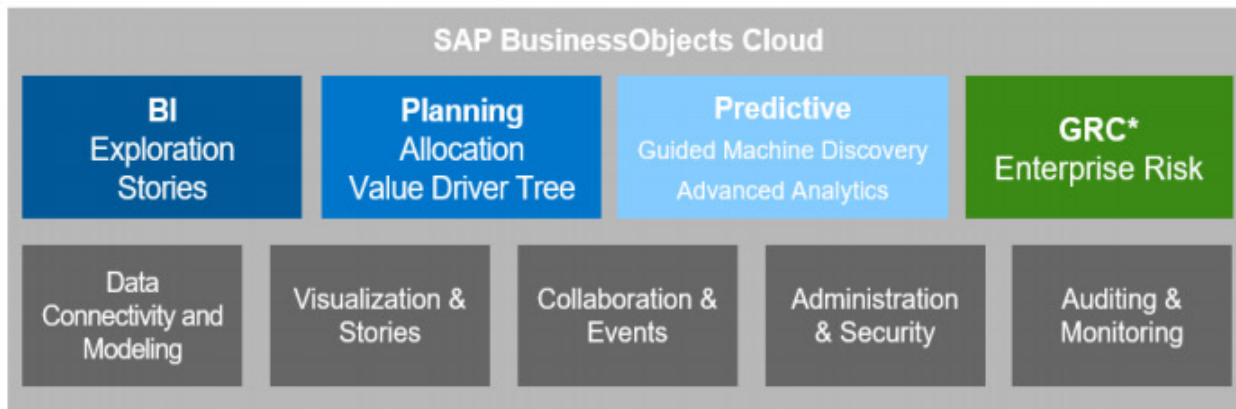 SAP BusinessObjects Cloud
BI
Exploration
Stories
Planning
Allocation
Value Driver Tree
Predictive
Guided Machine Discovery
Advanced Analytics
GRC*
Enterprise Risk
Data
Connectivity and
Modeling
Visualization &
Stories
Collaboration &
Events
Administration
& Security
Auditing &
Monitoring